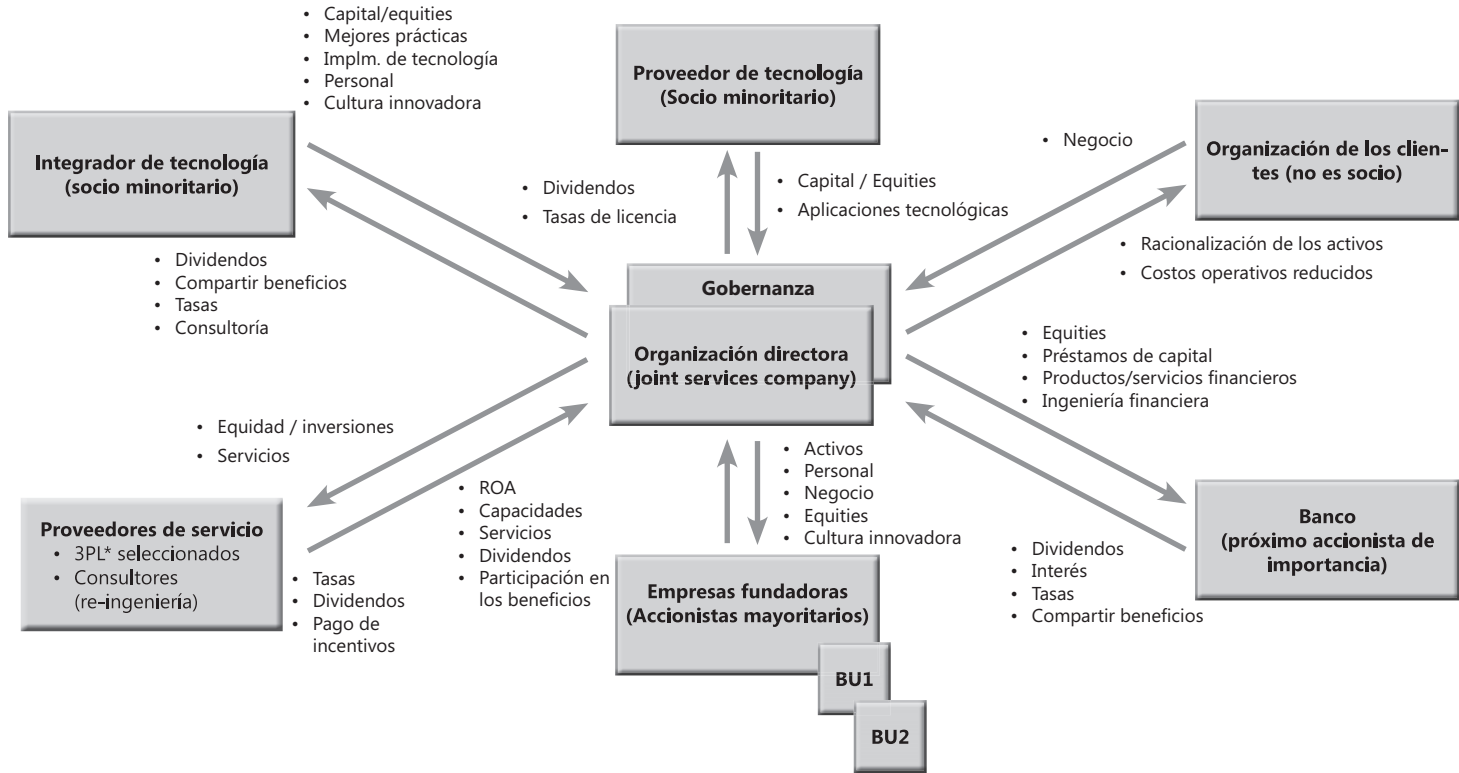 • Capital/equities
• Mejores prácticas
• Implm. de tecnología
• Personal
• Cultura innovadora
Proveedor de tecnología
(Socio minoritario)
Integrador de tecnología
(socio minoritario)
• Negocio
Organización de los clien-
tes (no es socio)
• Dividendos
• Tasas de licencia
• Capital / Equities
• Aplicaciones tecnológicas
• Dividendos
• Compartir beneficios
• Tasas
• Consultoría
• Racionalización de los activos
• Costos operativos reducidos
Gobernanza
Organización directora
(joint services company)
• Equities
• Préstamos de capital
• Productos/servicios financieros
• Ingeniería financiera
• Equidad / inversiones
• Servicios
• Activos
• Personal
• Negocio
• Equities
• Cultura innovadora
• ROA
• Capacidades
• Servicios
• Dividendos
• Participación en
los beneficios
Proveedores de servicio
• 3PL* seleccionados
• Consultores
(re-ingeniería)
• Tasas
• Dividendos
• Pago de
incentivos
Empresas fundadoras
(Accionistas mayoritarios)
BU1
BU2
• Dividendos
• Interés
• Tasas
• Compartir beneficios
Banco
(próximo accionista de
importancia)